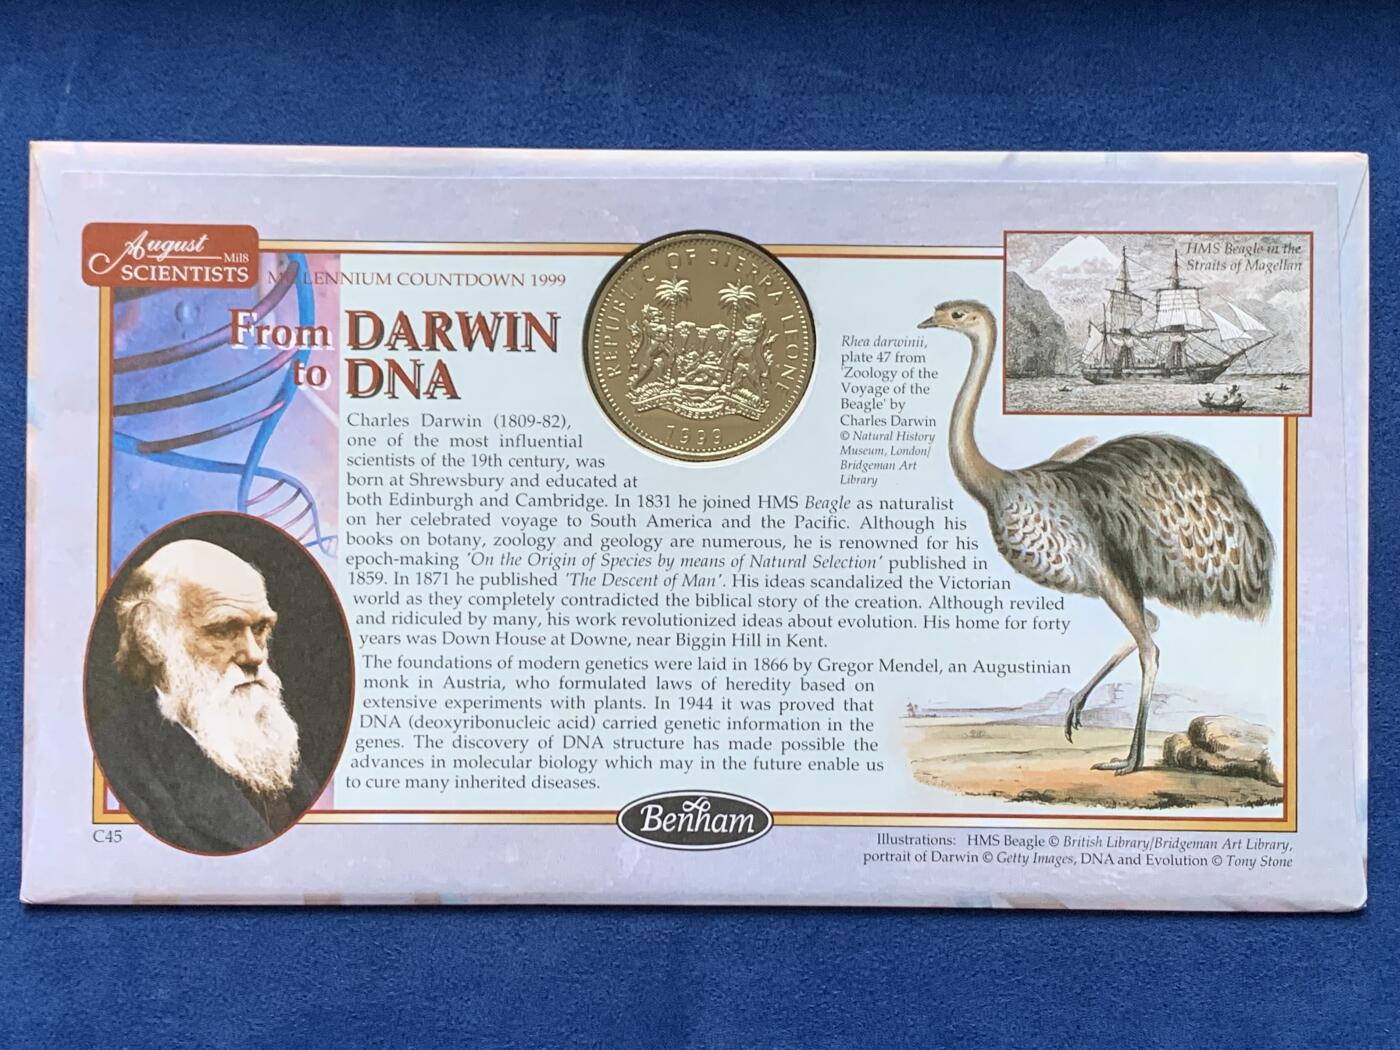 August
Mil8
SCIENTISTS
MILLENNIUM COUNTDOWN 1999
From DARWIN
to DNA
REPUBLIC OF SIERRA LEONE
1999
HMS Beagle in the
Straits of Magellan
Rhea darwinii,
plate 47 from
'Zoology of the
Voyage of the
Beagle' by
Charles Darwin
© Natural History
Museum, London/
Bridgeman Art
Library
Charles Darwin (1809-82),
one of the most influential
scientists of the 19th century, was
born at Shrewsbury and educated at
both Edinburgh and Cambridge. In 1831 he joined HMS Beagle as naturalist
on her celebrated voyage to South America and the Pacific. Although his
books on botany, zoology and geology are numerous, he is renowned for his
epoch-making 'On the Origin of Species by means of Natural Selection' published in
1859. In 1871 he published 'The Descent of Man'. His ideas scandalized the Victorian
world as they completely contradicted the biblical story of the creation. Although reviled
and ridiculed by many, his work revolutionized ideas about evolution. His home for forty
years was Down House at Downe, near Biggin Hill in Kent.
The foundations of modern genetics were laid in 1866 by Gregor Mendel, an Augustinian
monk in Austria, who formulated laws of heredity based on
extensive experiments with plants. In 1944 it was proved that
DNA (deoxyribonucleic acid) carried genetic information in the
genes. The discovery of DNA structure has made possible the
advances in molecular biology which may in the future enable us
to cure many inherited diseases.
C45
Benham
Illustrations: HMS Beagle © British Library/Bridgeman Art Library,
portrait of Darwin © Getty Images, DNA and Evolution © Tony Stone